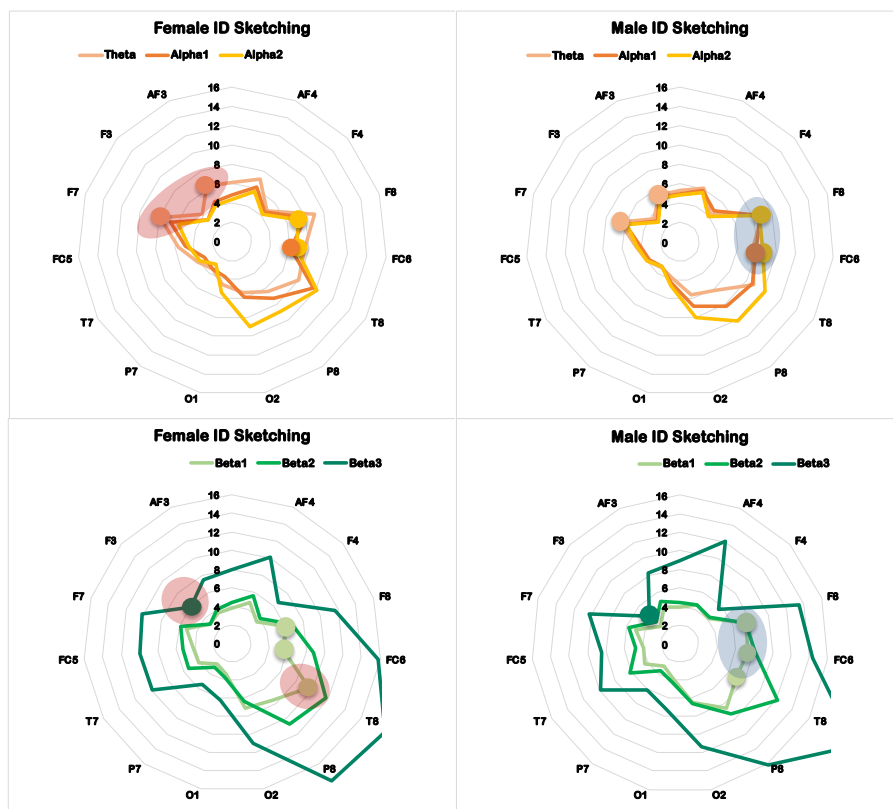 Female ID Sketching
Theta Alpha1 Alpha2
16
14
12
10
8
6
4
2
0
AF4
F4
F8
FC6
T8
P8
O2
O1
P7
T7
FC5
F7
F3
AF3
Male ID Sketching
Theta Alpha1 Alpha2
16
14
12
10
8
6
4
2
0
AF4
F4
F8
FC6
T8
P8
O2
O1
P7
T7
FC5
F7
F3
AF3
Female ID Sketching
Beta1 Beta2 Beta3
16
14
12
10
8
6
4
2
0
AF4
F4
F8
FC6
T8
P8
O2
O1
P7
T7
FC5
F7
F3
AF3
Male ID Sketching
Beta1 Beta2 Beta3
16
14
12
10
8
6
4
2
0
AF4
F4
F8
FC6
T8
P8
O2
O1
P7
T7
FC5
F7
F3
AF3